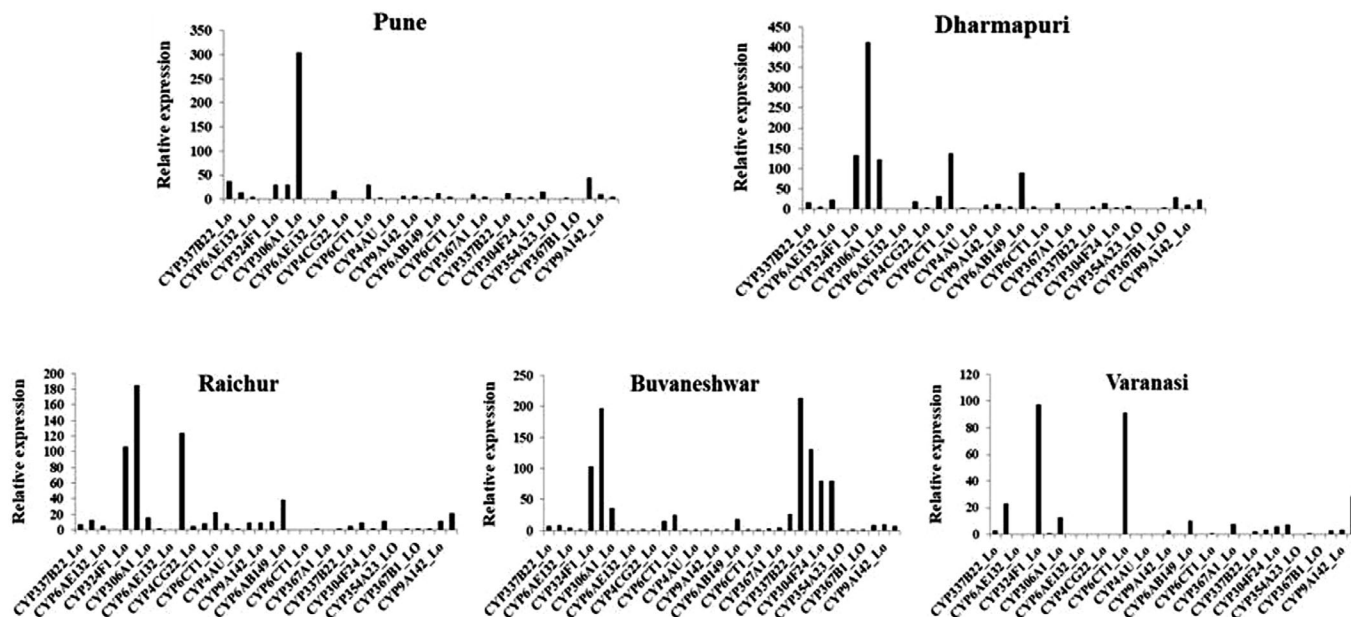 Pune
Relative expression
350
300
250
200
150
100
50
0
CYP337B22_Lo
CYP6AE132_Lo
CYP324F1_Lo
CYP306A1_Lo
CYP6AE132_Lo
CYP4CG22_Lo
CYP6CT1_Lo
CYP4AU_Lo
CYP9A142_Lo
CYP6AB149_Lo
CYP6CT1_Lo
CYP367A1_Lo
CYP337B22_Lo
CYP304F24_Lo
CYP354A23_LO
CYP367B1_LO
CYP9A142_Lo
Dharmapuri
Relative expression
450
400
350
300
250
200
150
100
50
0
CYP337B22_Lo
CYP6AE132_Lo
CYP324F1_Lo
CYP306A1_Lo
CYP6AE132_Lo
CYP4CG22_Lo
CYP6CT1_Lo
CYP4AU_Lo
CYP9A142_Lo
CYP6AB149_Lo
CYP6CT1_Lo
CYP367A1_Lo
CYP337B22_Lo
CYP304F24_Lo
CYP354A23_LO
CYP367B1_LO
CYP9A142_Lo
Raichur
Relative expression
200
180
160
140
120
100
80
60
40
20
0
CYP337B22_Lo
CYP6AE132_Lo
CYP324F1_Lo
CYP306A1_Lo
CYP6AE132_Lo
CYP4CG22_Lo
CYP6CT1_Lo
CYP4AU_Lo
CYP9A142_Lo
CYP6AB149_Lo
CYP6CT1_Lo
CYP367A1_Lo
CYP337B22_Lo
CYP304F24_Lo
CYP354A23_LO
CYP367B1_LO
CYP9A142_Lo
Buvaneshwar
Relative expression
250
200
150
100
50
0
CYP337B22_Lo
CYP6AE132_Lo
CYP324F1_Lo
CYP306A1_Lo
CYP6AE132_Lo
CYP4CG22_Lo
CYP6CT1_Lo
CYP4AU_Lo
CYP9A142_Lo
CYP6AB149_Lo
CYP6CT1_Lo
CYP367A1_Lo
CYP337B22_Lo
CYP304F24_Lo
CYP354A23_LO
CYP367B1_LO
CYP9A142_Lo
Varanasi
Relative expression
120
100
80
60
40
20
0
CYP337B22_Lo
CYP6AE132_Lo
CYP324F1_Lo
CYP306A1_Lo
CYP6AE132_Lo
CYP4CG22_Lo
CYP6CT1_Lo
CYP4AU_Lo
CYP9A142_Lo
CYP6AB149_Lo
CYP6CT1_Lo
CYP367A1_Lo
CYP337B22_Lo
CYP304F24_Lo
CYP354A23_LO
CYP367B1_LO
CYP9A142_Lo